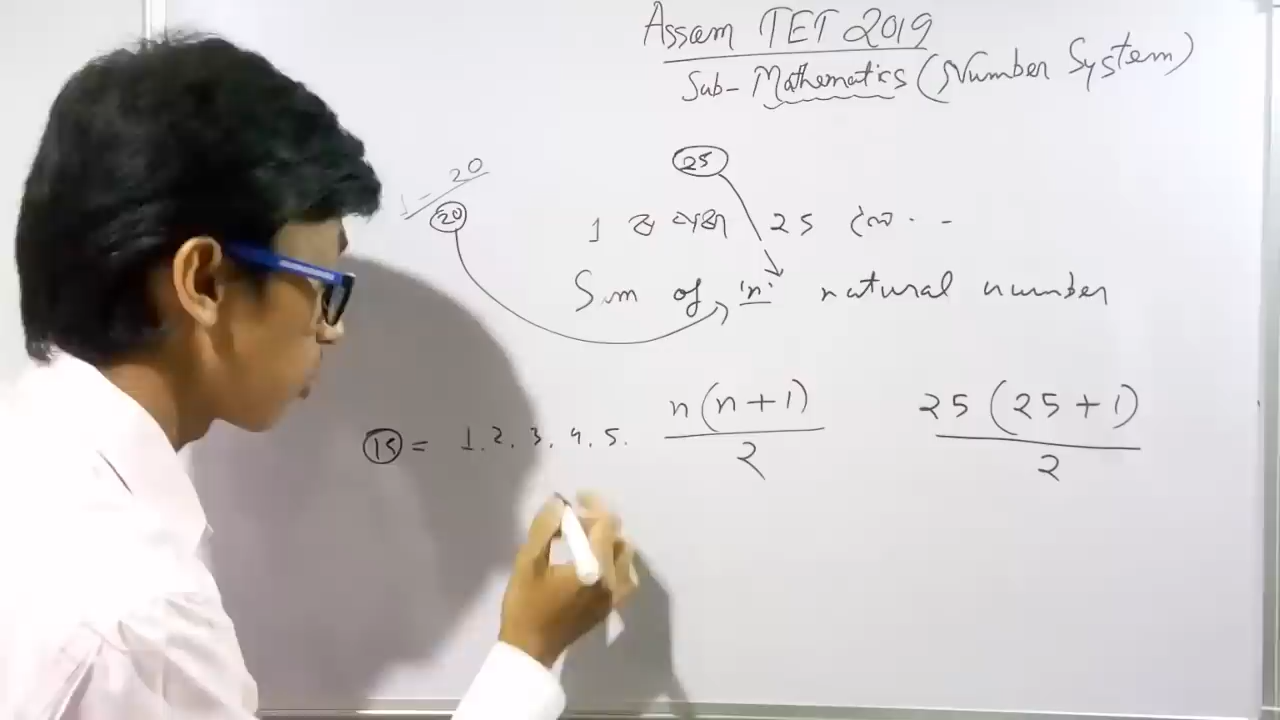 Assam TET 2019
Sub- Mathematics (Number System)
1 - 20
20
25
1 25
Sum of 'n' natural number
n(n+1)
2
25 (25+1)
2
15 = 1. 2. 3. 4. 5.